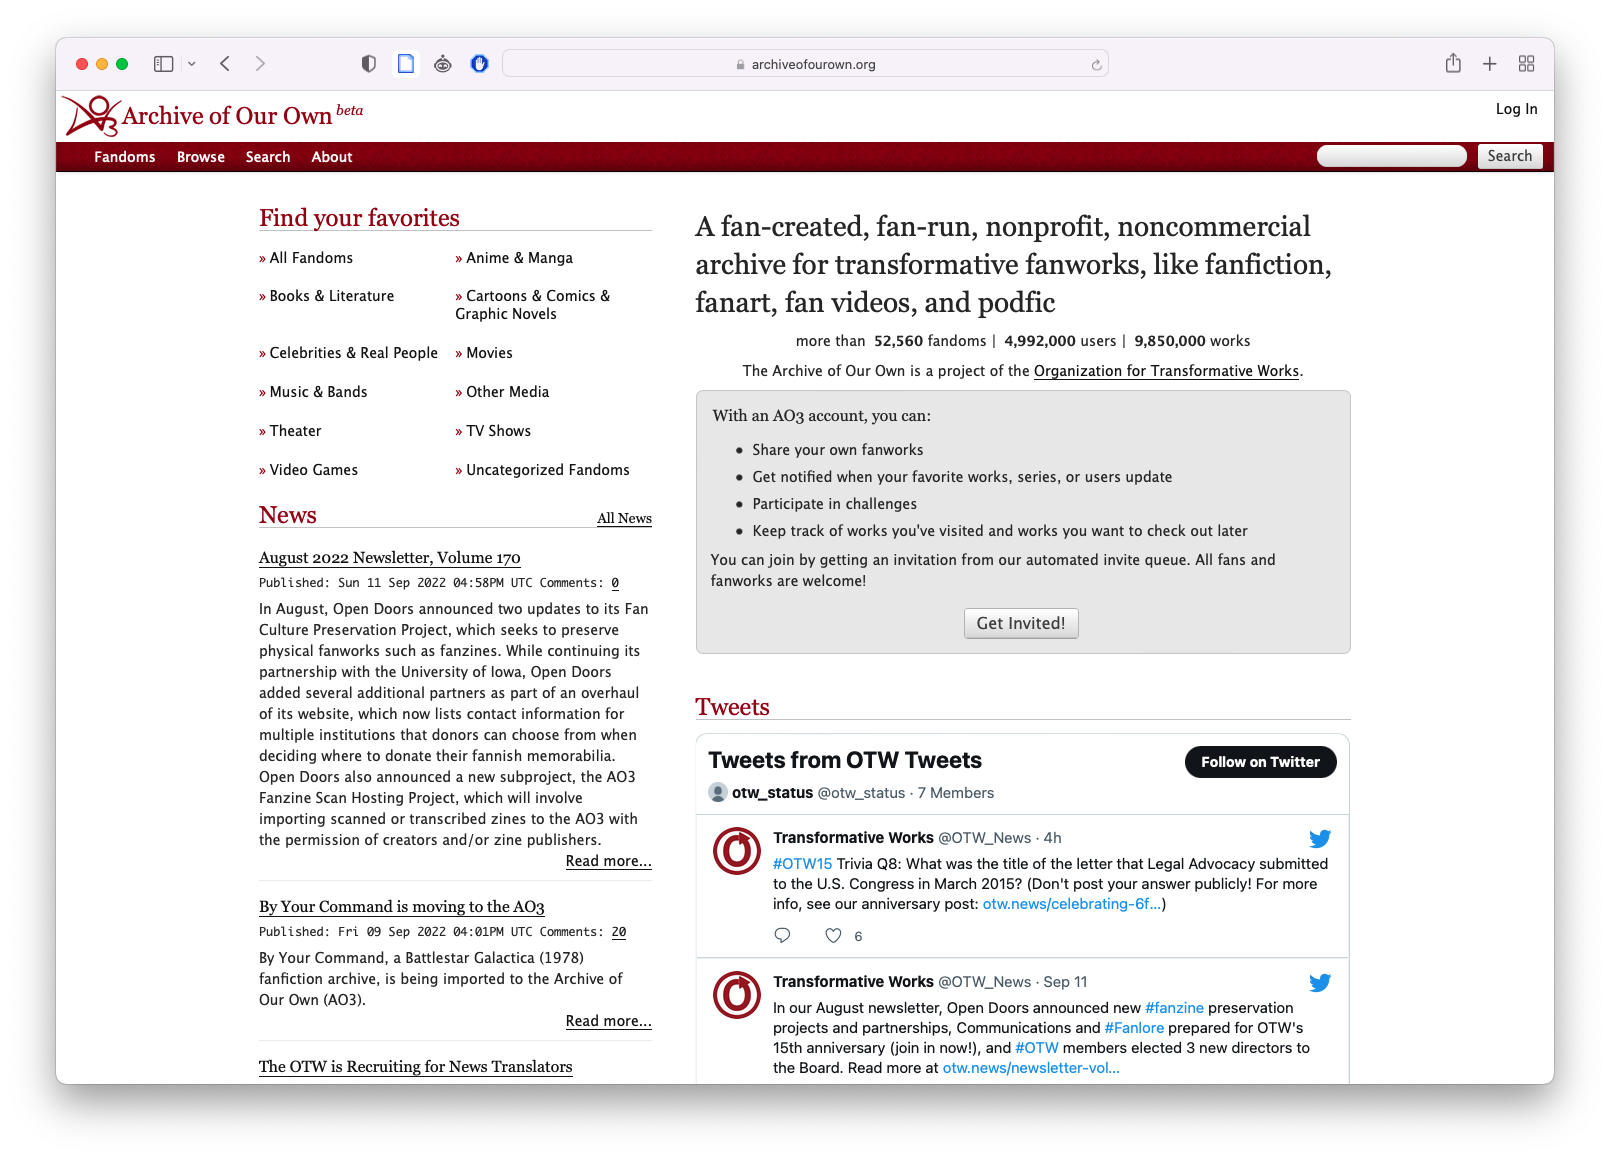 archiveofourown.org
Archive of Our Own beta
Log In
Fandoms Browse Search About
Search
Find your favorites
» All Fandoms
» Anime & Manga
» Books & Literature
» Cartoons & Comics &
Graphic Novels
» Celebrities & Real People
» Movies
» Music & Bands
» Other Media
» Theater
» TV Shows
» Video Games
» Uncategorized Fandoms
News
All News
August 2022 Newsletter, Volume 170
Published: Sun 11 Sep 2022 04:58PM UTC Comments: 0
In August, Open Doors announced two updates to its Fan
Culture Preservation Project, which seeks to preserve
physical fanworks such as fanzines. While continuing its
partnership with the University of Iowa, Open Doors
added several additional partners as part of an overhaul
of its website, which now lists contact information for
multiple institutions that donors can choose from when
deciding where to donate their fannish memorabilia.
Open Doors also announced a new subproject, the AO3
Fanzine Scan Hosting Project, which will involve
importing scanned or transcribed zines to the AO3 with
the permission of creators and/or zine publishers.
Read more...
By Your Command is moving to the AO3
Published: Fri 09 Sep 2022 04:01PM UTC Comments: 20
By Your Command, a Battlestar Galactica (1978)
fanfiction archive, is being imported to the Archive of
Our Own (AO3).
Read more...
The OTW is Recruiting for News Translators
A fan-created, fan-run, nonprofit, noncommercial
archive for transformative fanworks, like fanfiction,
fanart, fan videos, and podfic
more than 52,560 fandoms | 4,992,000 users | 9,850,000 works
The Archive of Our Own is a project of the Organization for Transformative Works.
With an AO3 account, you can:
• Share your own fanworks
• Get notified when your favorite works, series, or users update
• Participate in challenges
• Keep track of works you've visited and works you want to check out later
You can join by getting an invitation from our automated invite queue. All fans and
fanworks are welcome!
Get Invited!
Tweets
Tweets from OTW Tweets
Follow on Twitter
otw_status @otw_status · 7 Members
Transformative Works @OTW_News · 4h
#OTW15 Trivia Q8: What was the title of the letter that Legal Advocacy submitted
to the U.S. Congress in March 2015? (Don't post your answer publicly! For more
info, see our anniversary post: otw.news/celebrating-6f...)
6
Transformative Works @OTW_News · Sep 11
In our August newsletter, Open Doors announced new #fanzine preservation
projects and partnerships, Communications and #Fanlore prepared for OTW's
15th anniversary (join in now!), and #OTW members elected 3 new directors to
the Board. Read more at otw.news/newsletter-vol...